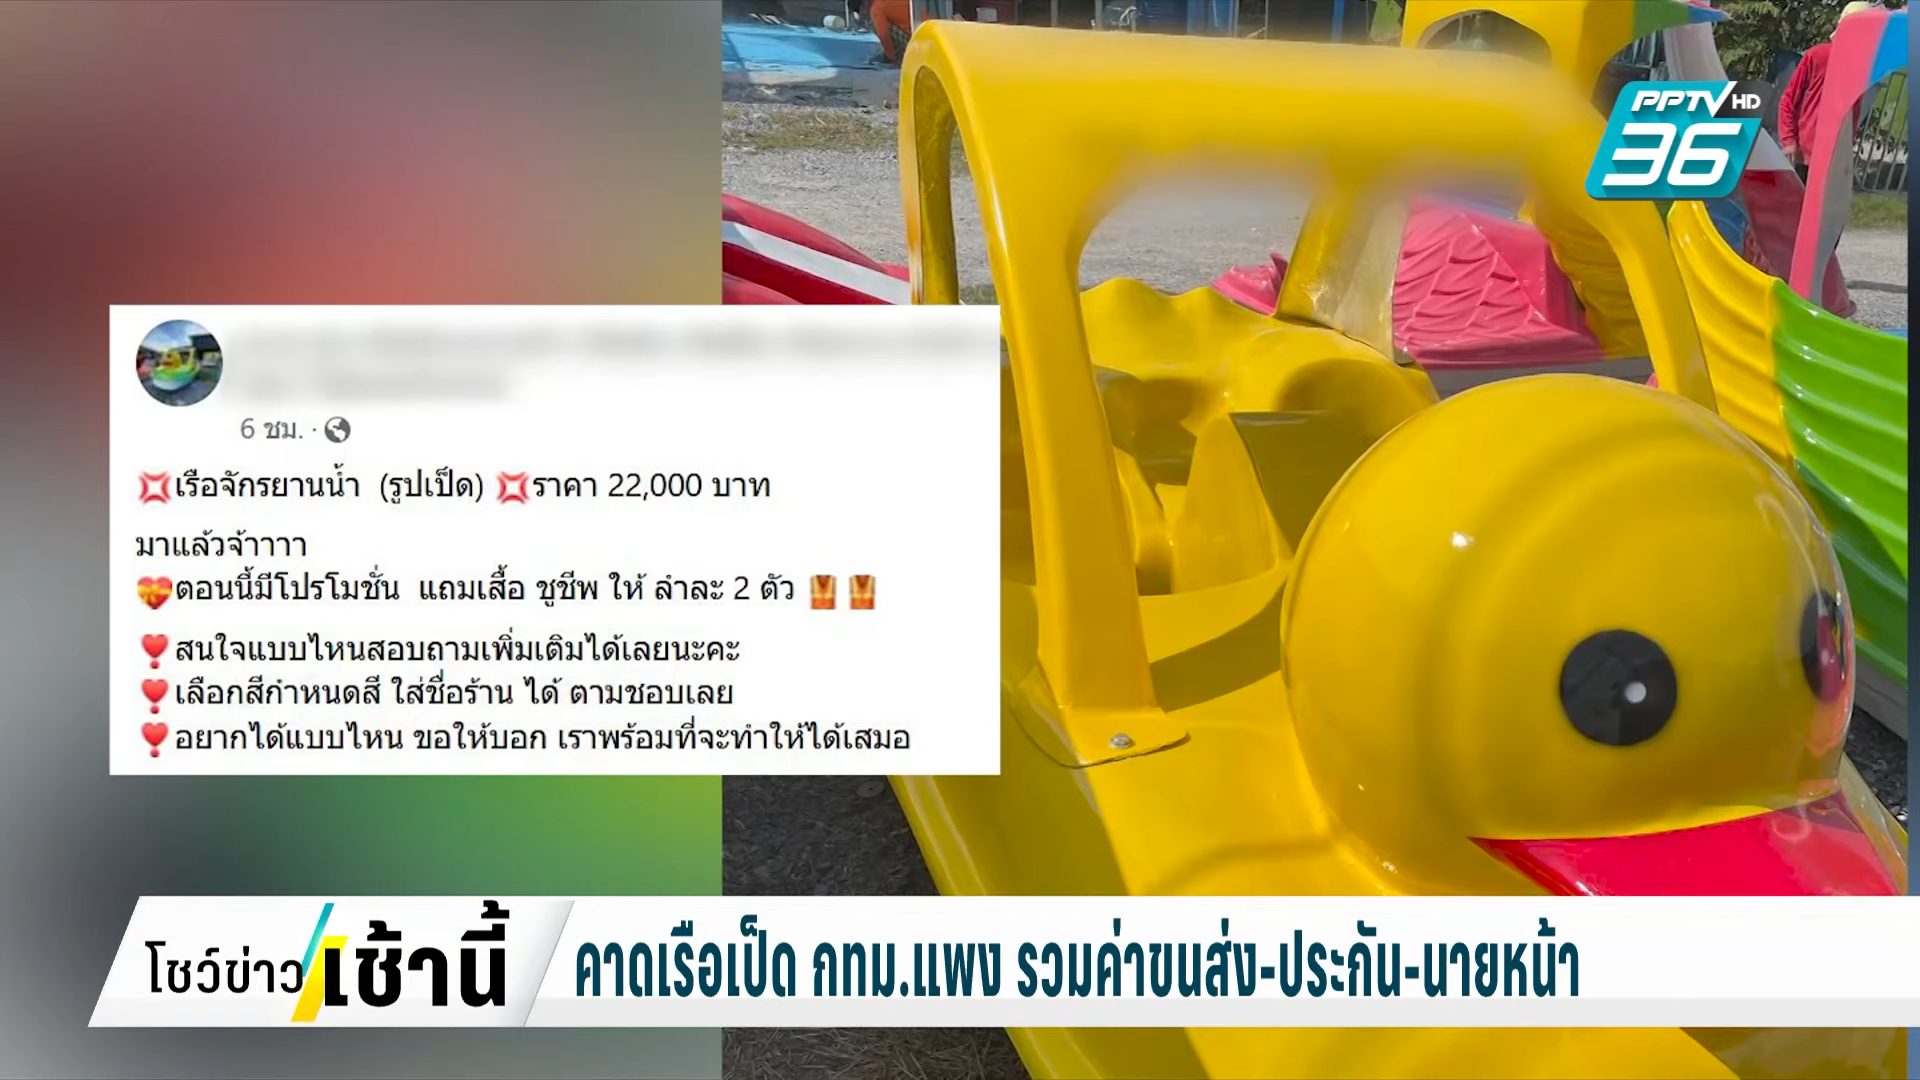 PPTV HD
36
6 ชม. ·
เรือจักรยานน้ำ (รูปเป็ด) ราคา 22,000 บาท
มาแล้วจ้าาาา
ตอนนี้มีโปรโมชั่น แถมเสื้อ ชูชีพ ให้ ลำละ 2 ตัว
สนใจแบบไหนสอบถามเพิ่มเติมได้เลยนะคะ
เลือกสีกำหนดสี ใส่ชื่อร้าน ได้ ตามชอบเลย
อยากได้แบบไหน ขอให้บอก เราพร้อมที่จะทำให้ได้เสมอ
โชว์ข่าวเช้านี้
คาดเรือเป็ด กทม.แพง รวมค่าขนส่ง-ประกัน-นายหน้า